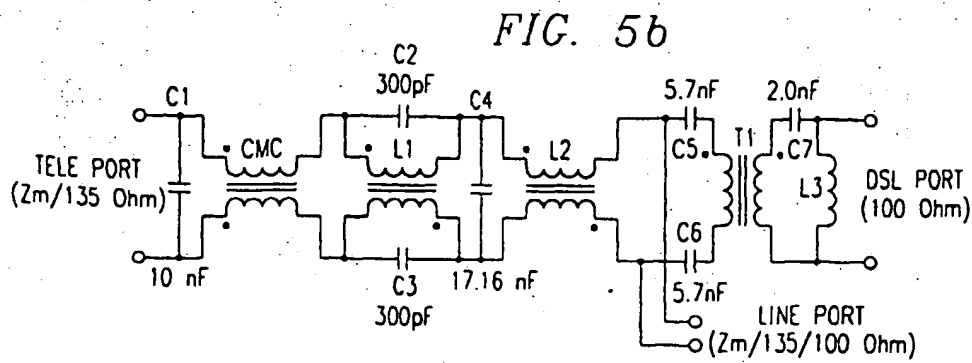 FIG. 5b
C1
C2
300pF
C4
5.7nF
2.0nF
TELE PORT
(Zm/135 Ohm)
CMC
L1
L2
C5
T1
C7
L3
DSL PORT
(100 Ohm)
C6
10 nF
C3
300pF
17.16 nF
5.7nF
LINE PORT
(Zm/135/100 Ohm)